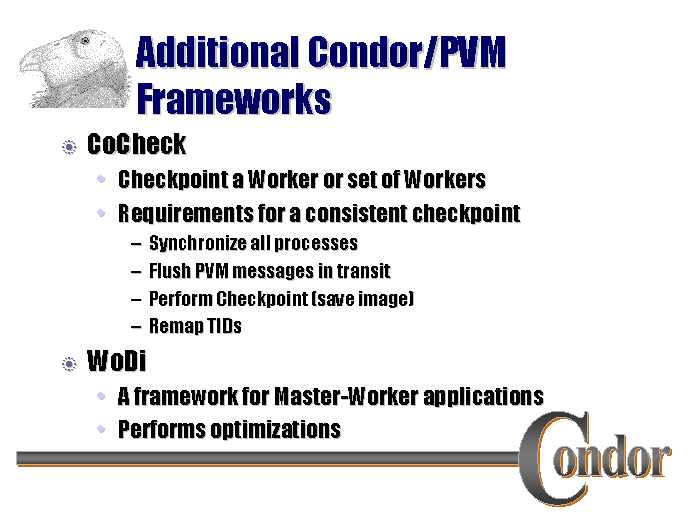 Additional Condor/PVM
Frameworks
CoCheck
• Checkpoint a Worker or set of Workers
• Requirements for a consistent checkpoint
– Synchronize all processes
– Flush PVM messages in transit
– Perform Checkpoint (save image)
– Remap TIDs
WoDi
• A framework for Master-Worker applications
• Performs optimizations
Condor